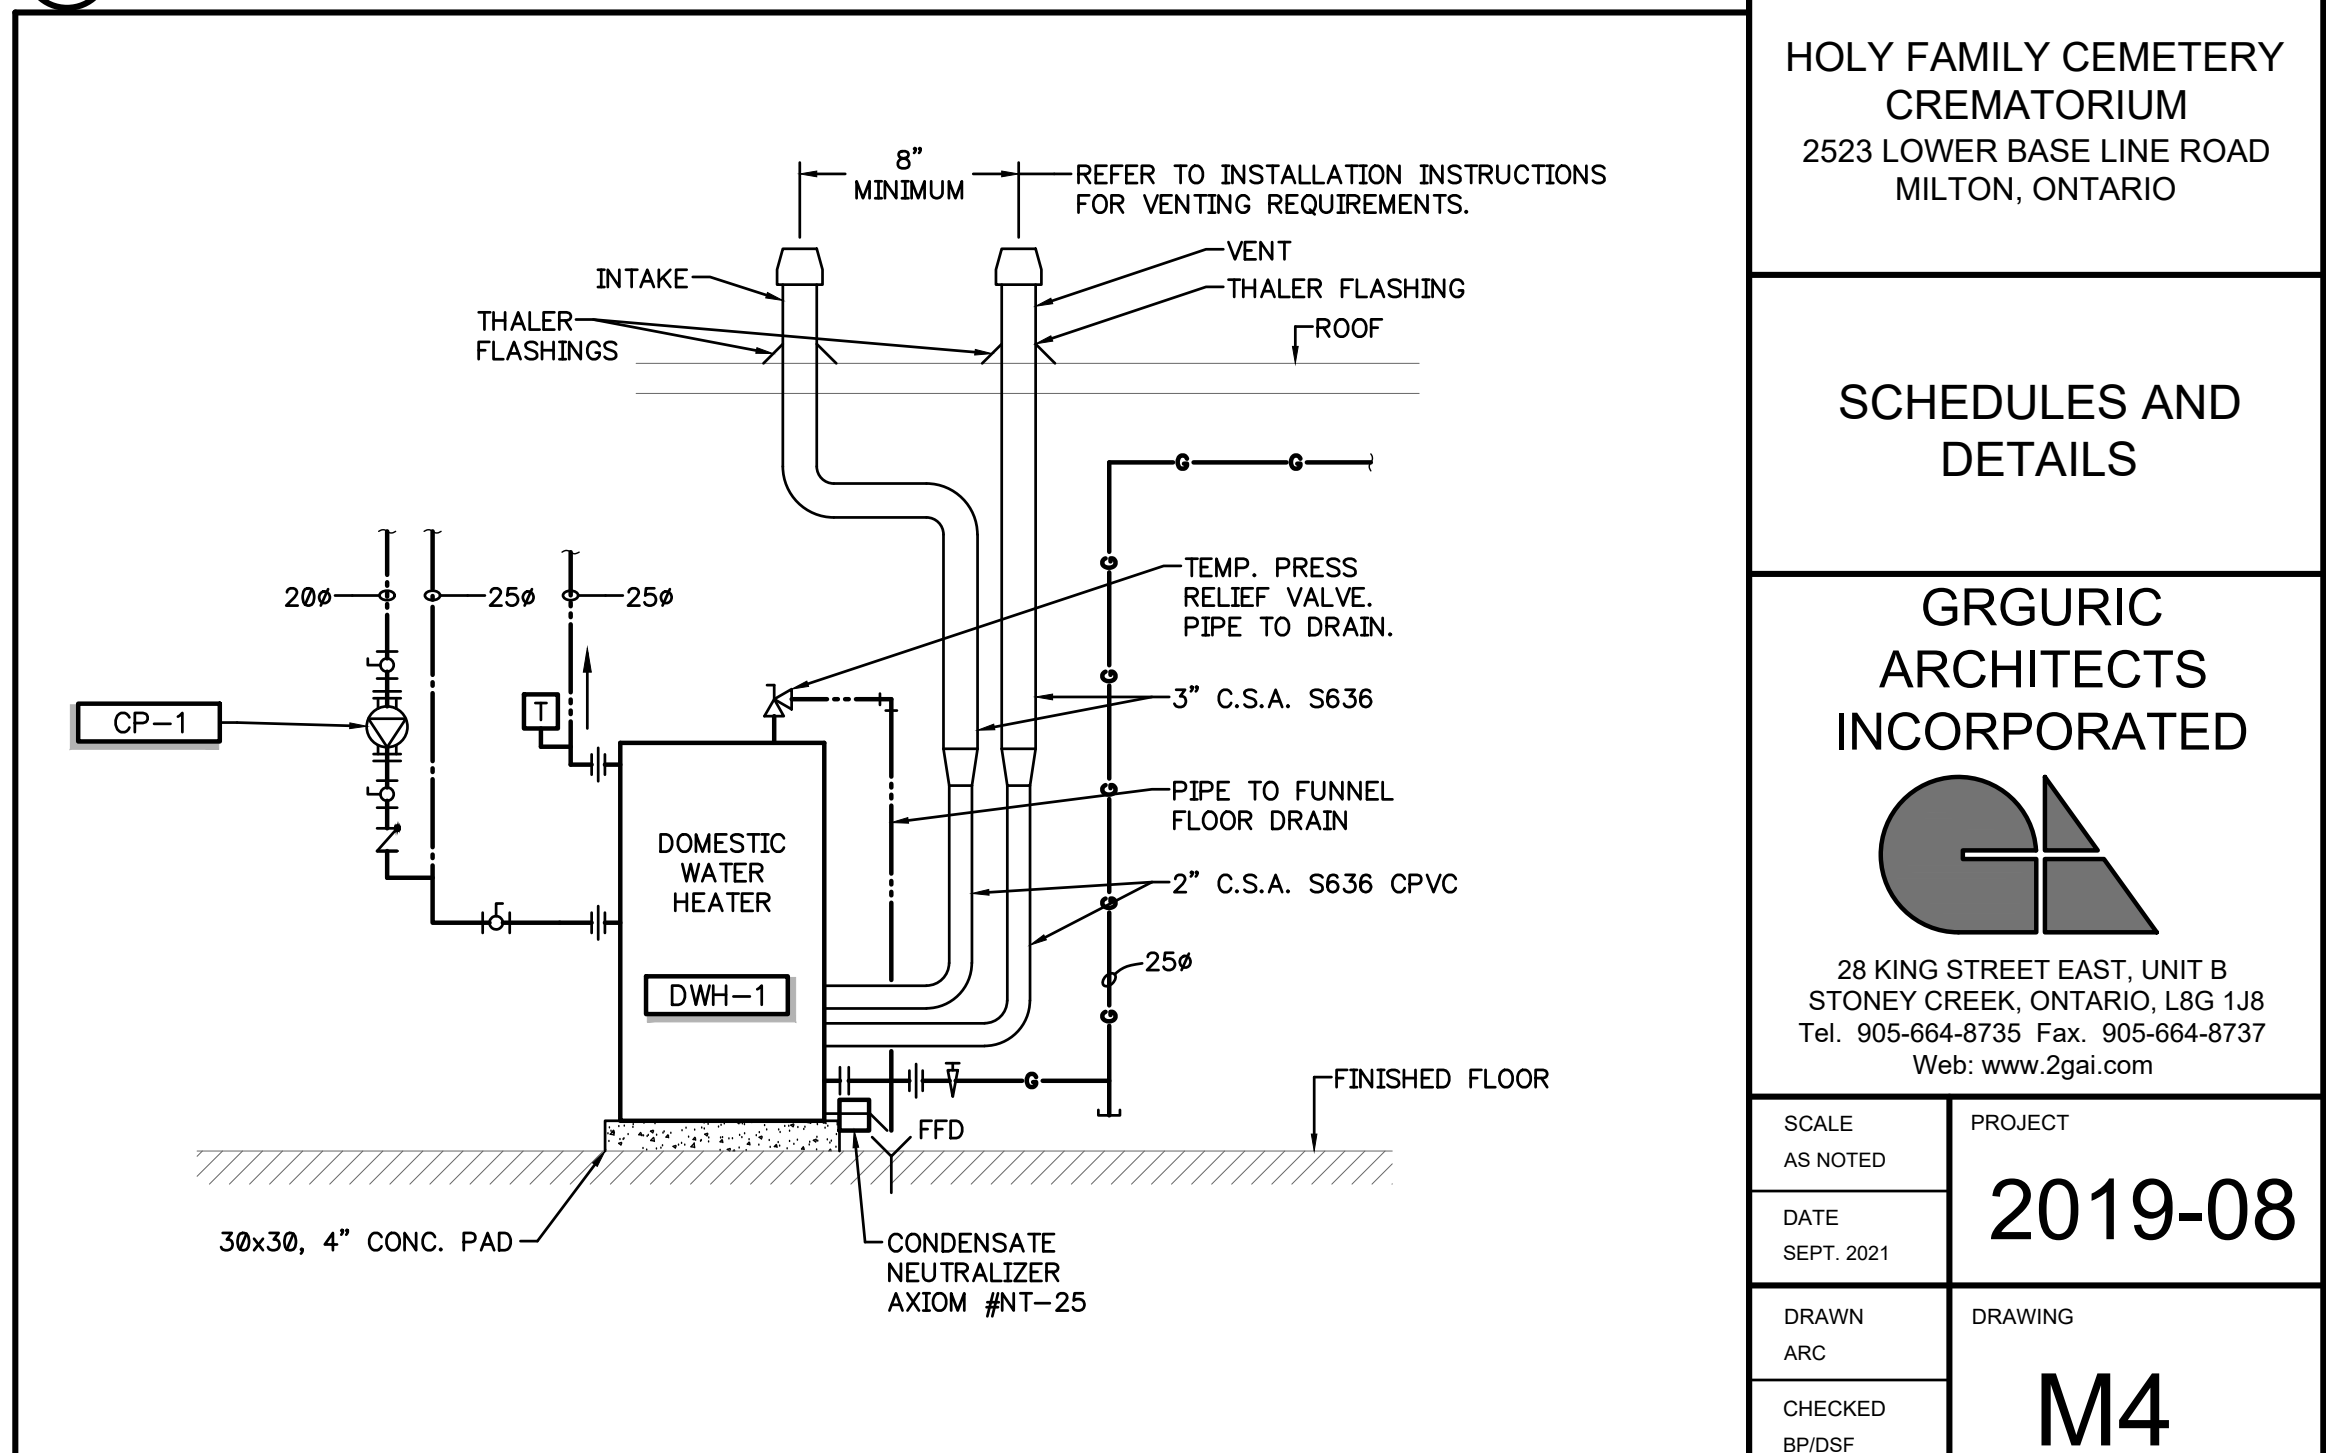 8”
MINIMUM
REFER TO INSTALLATION INSTRUCTIONS
FOR VENTING REQUIREMENTS.
VENT
INTAKE
THALER FLASHING
THALER
FLASHINGS
ROOF
G G
G
TEMP. PRESS
RELIEF VALVE.
PIPE TO DRAIN.
20ø
25ø
25ø
G
3” C.S.A. S636
T
CP-1
G
PIPE TO FUNNEL
FLOOR DRAIN
DOMESTIC
WATER
HEATER
2” C.S.A. S636 CPVC
G
25ø
DWH-1
G
G
FINISHED FLOOR
FFD
30x30, 4” CONC. PAD
CONDENSATE
NEUTRALIZER
AXIOM #NT-25
HOLY FAMILY CEMETERY
CREMATORIUM
2523 LOWER BASE LINE ROAD
MILTON, ONTARIO
SCHEDULES AND
DETAILS
GRGURIC
ARCHITECTS
INCORPORATED
28 KING STREET EAST, UNIT B
STONEY CREEK, ONTARIO, L8G 1J8
Tel. 905-664-8735 Fax. 905-664-8737
Web: www.2gai.com
SCALE
AS NOTED
PROJECT
2019-08
DATE
SEPT. 2021
DRAWN
ARC
DRAWING
M4
CHECKED
BP/DSF